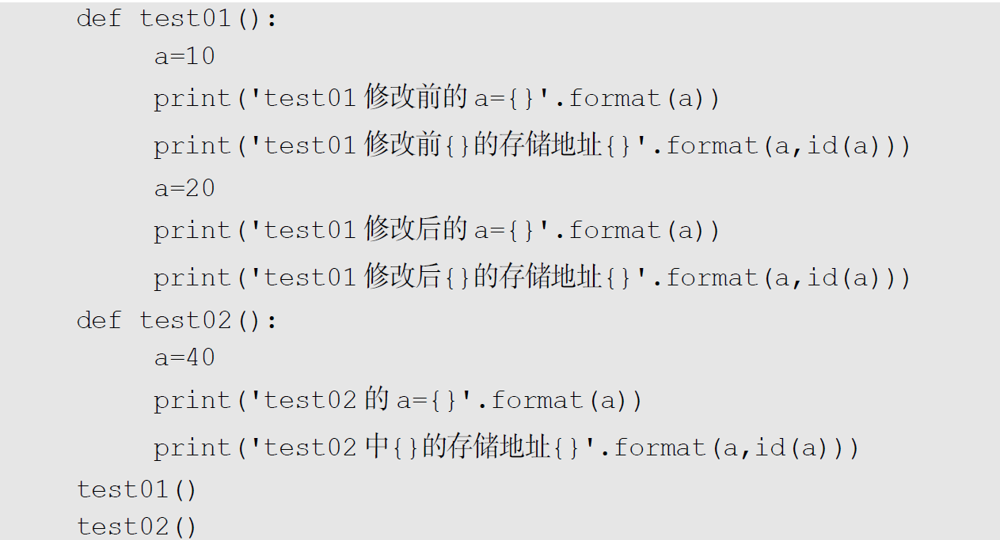 def test01():
a=10
print('test01修改前的a={}'.format(a))
print('test01修改前{}的存储地址{}'.format(a,id(a)))
a=20
print('test01修改后的a={}'.format(a))
print('test01修改后{}的存储地址{}'.format(a,id(a)))
def test02():
a=40
print('test02的a={}'.format(a))
print('test02中{}的存储地址{}'.format(a,id(a)))
test01()
test02()